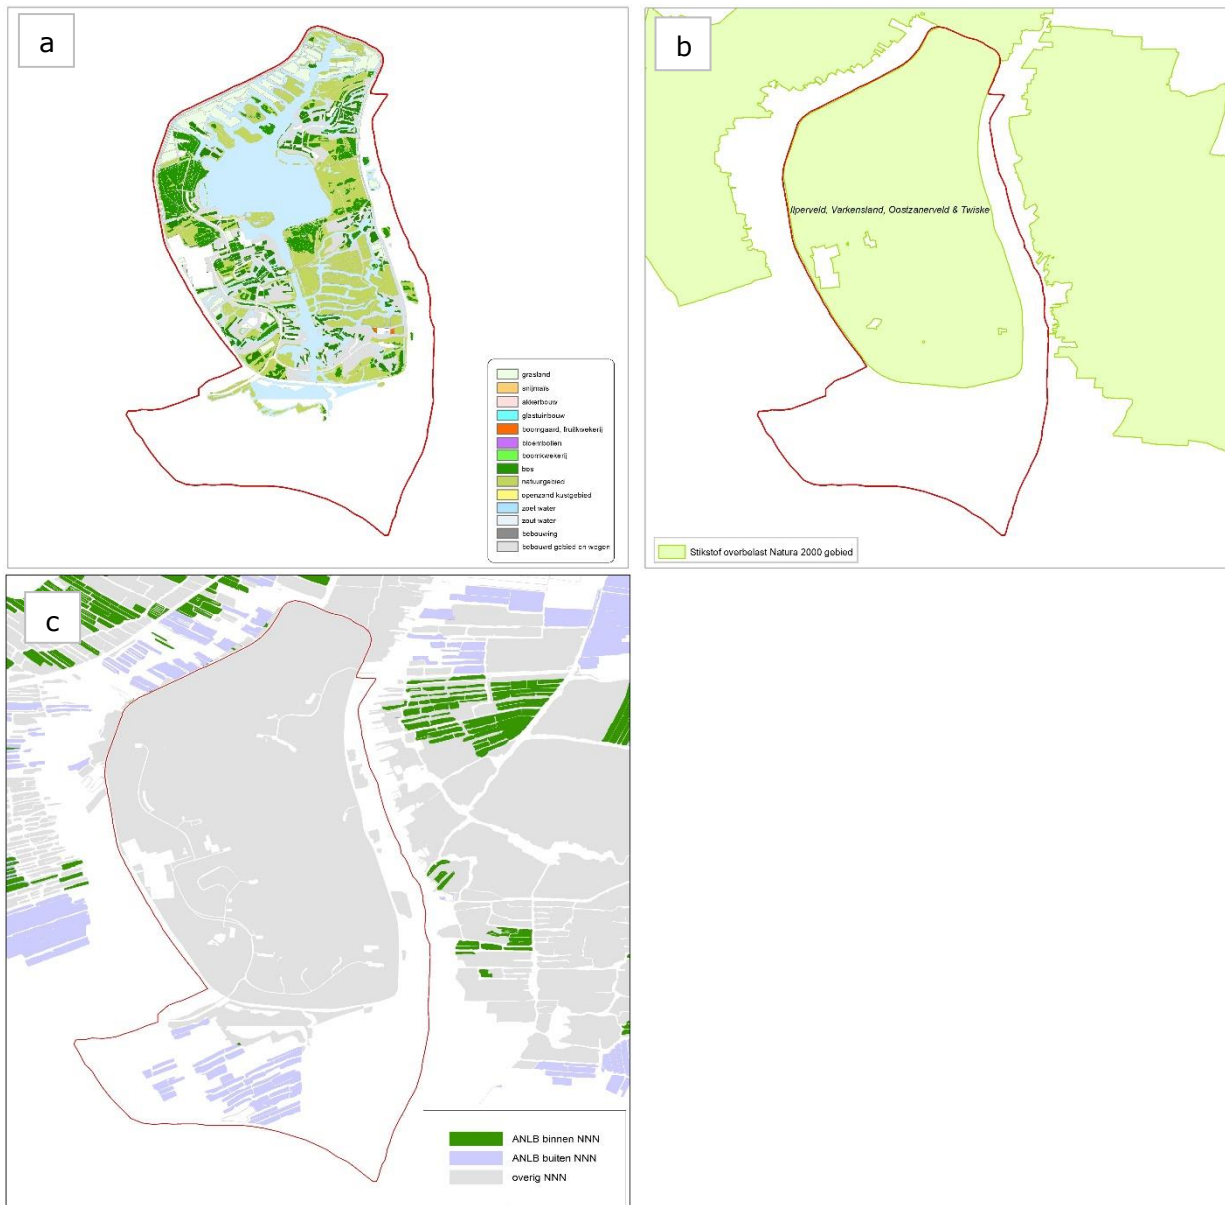 a
grasland
snijmaïs
akkerbouw
glastuinbouw
boomgaard, fruitkwekerij
bloembollen
boomkwekerij
bos
natuurgebied
openzand kustgebied
zoet water
zout water
bebouwing
bebouwd gebied en wegen
b
Ilperveld, Varkensland, Oostzanerveld & Twiske
Stikstof overbelast Natura 2000 gebied
c
ANLB binnen NNN
ANLB buiten NNN
overig NNN